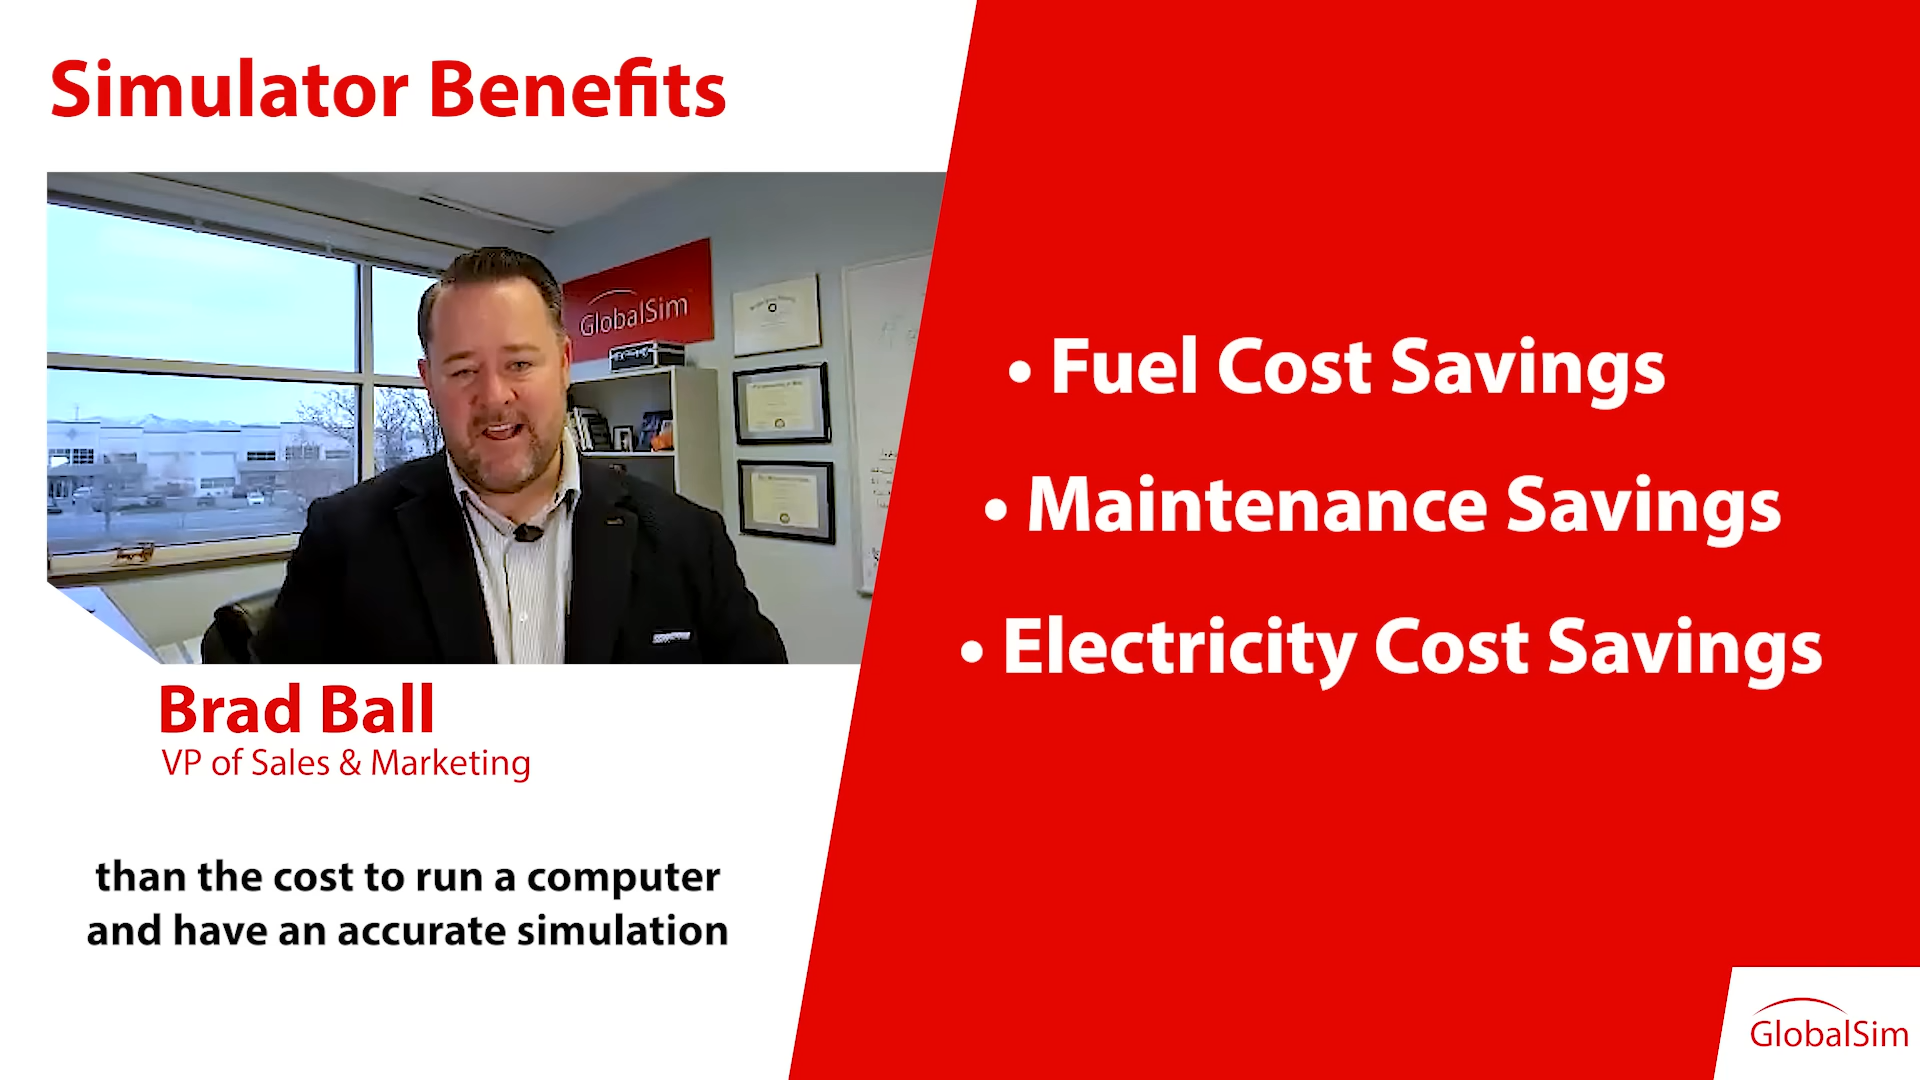 Simulator Benefits
GlobalSim
Brad Ball
VP of Sales & Marketing
than the cost to run a computer
and have an accurate simulation
• Fuel Cost Savings
• Maintenance Savings
• Electricity Cost Savings
GlobalSim